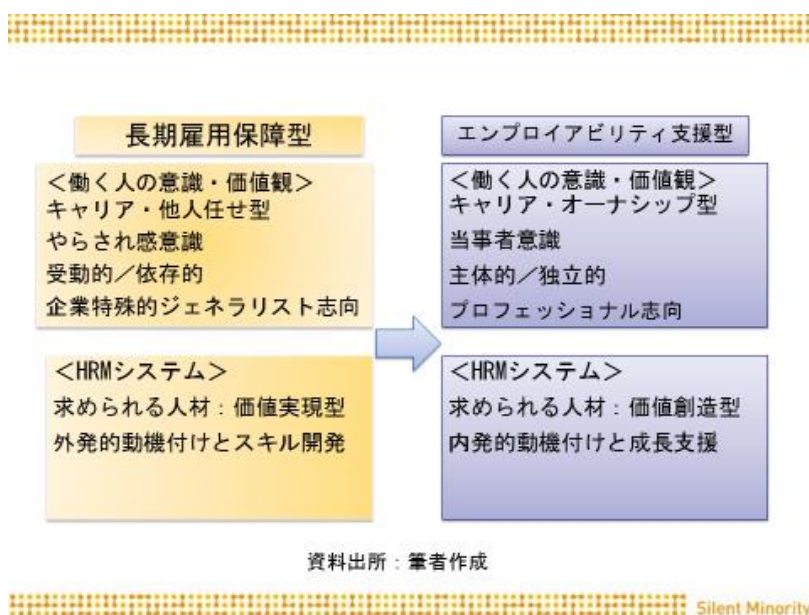 長期雇用保障型
＜働く人の意識・価値観＞
キャリア・他人任せ型
やらされ感意識
受動的／依存的
企業特殊的ジェネラリスト志向
＜HRMシステム＞
求められる人材：価値実現型
外発的動機付けとスキル開発
エンプロイアビリティ支援型
＜働く人の意識・価値観＞
キャリア・オーナシップ型
当事者意識
主体的／独立的
プロフェッショナル志向
＜HRMシステム＞
求められる人材：価値創造型
内発的動機付けと成長支援
資料出所：筆者作成
Silent Minority